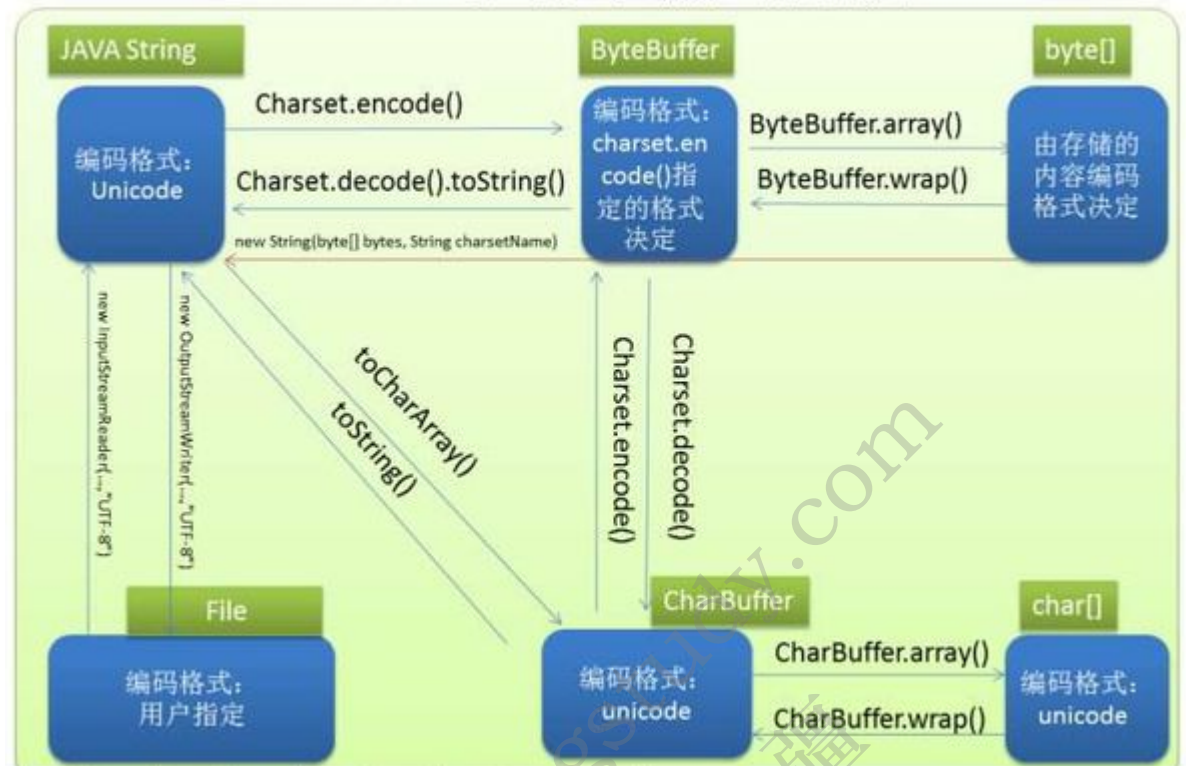 JAVA String
ByteBuffer
byte[]
编码格式：
Unicode
Charset.encode()
Charset.decode().toString()
new String(byte[] bytes, String charsetName)
编码格式：
charset.en
code()指
定的格式
决定
ByteBuffer.array()
ByteBuffer.wrap()
由存储的
内容编码
格式决定
new InputStreamReader(...,"UTF-8")
new OutputStreamWriter(...,"UTF-8")
toCharArray()
toString()
Charset.encode()
Charset.decode()
File
编码格式：
用户指定
CharBuffer
编码格式：
unicode
CharBuffer.array()
CharBuffer.wrap()
char[]
编码格式：
unicode